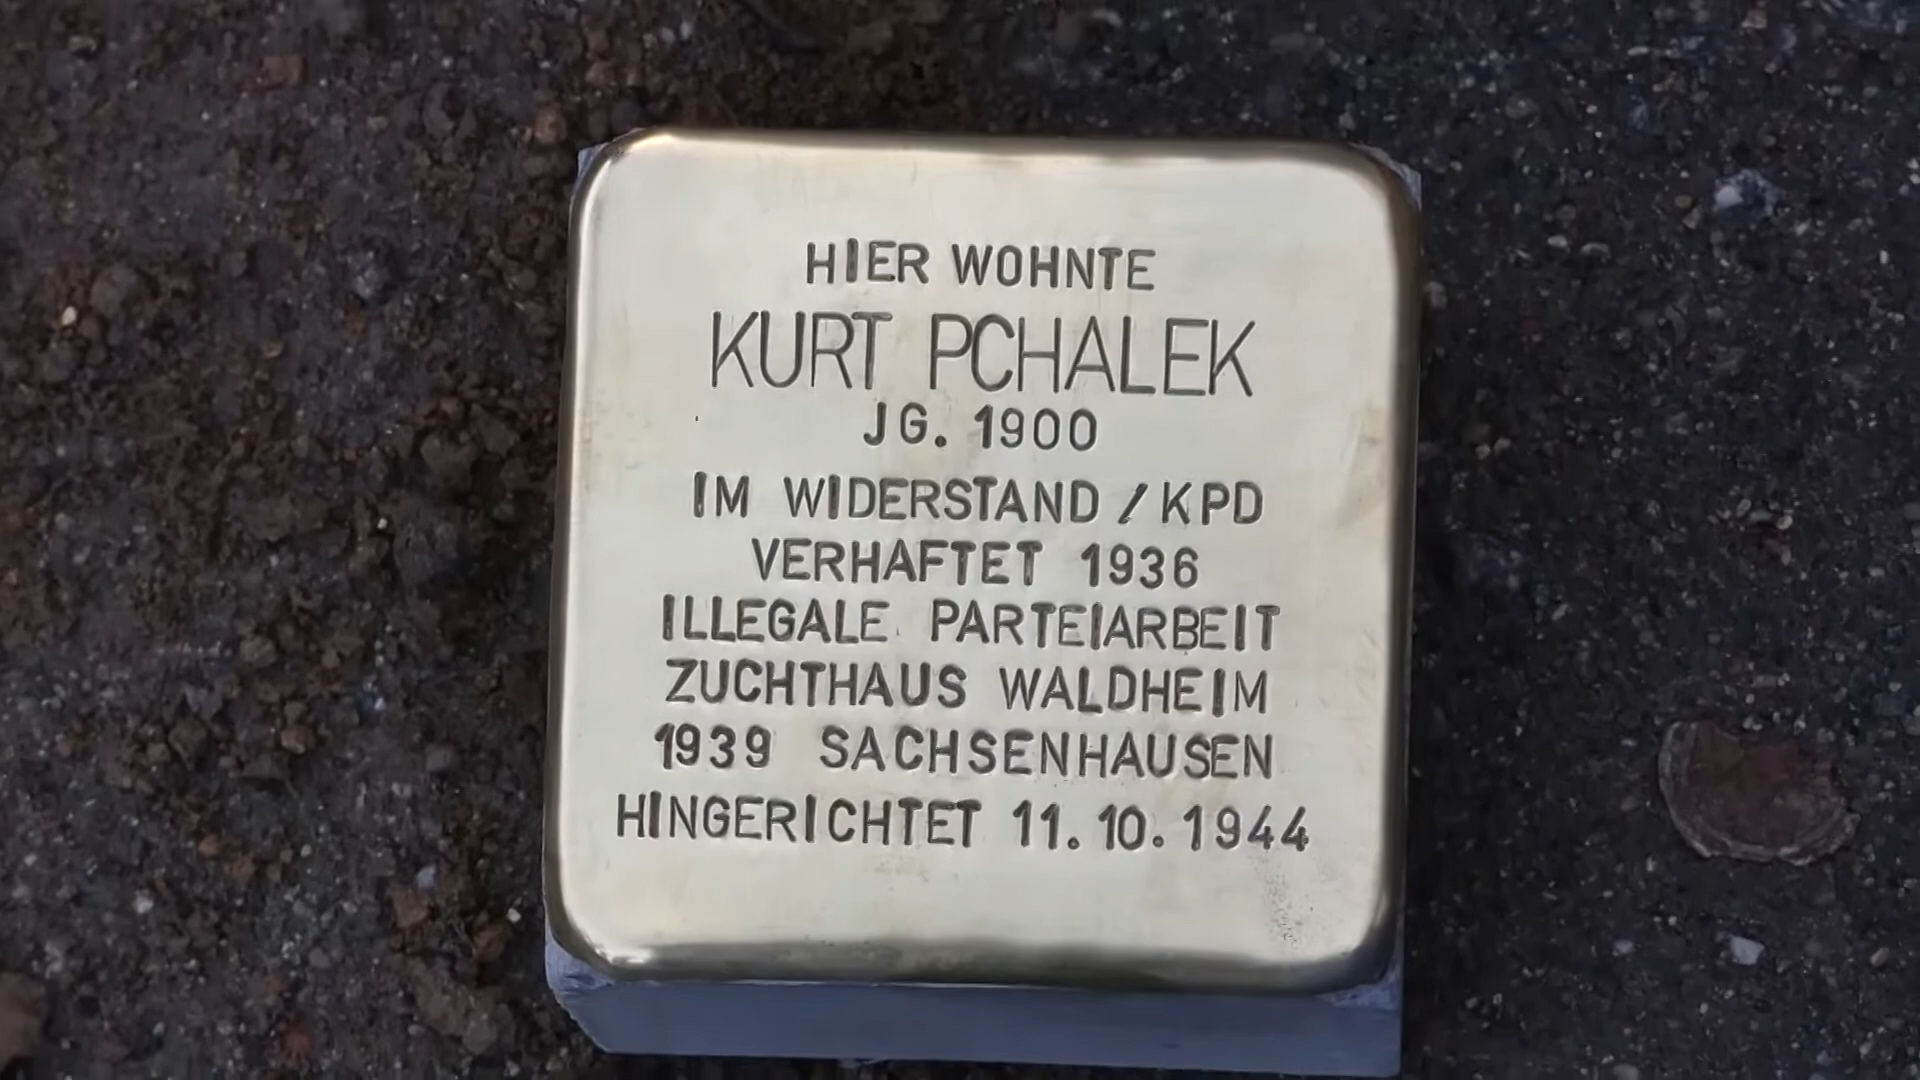 HIER WOHNTE
KURT PCHALEK
JG. 1900
IM WIDERSTAND / KPD
VERHAFTET 1936
ILLEGALE PARTEIARBEIT
ZUCHTHAUS WALDHEIM
1939 SACHSENHAUSEN
HINGERICHTET 11.10.1944